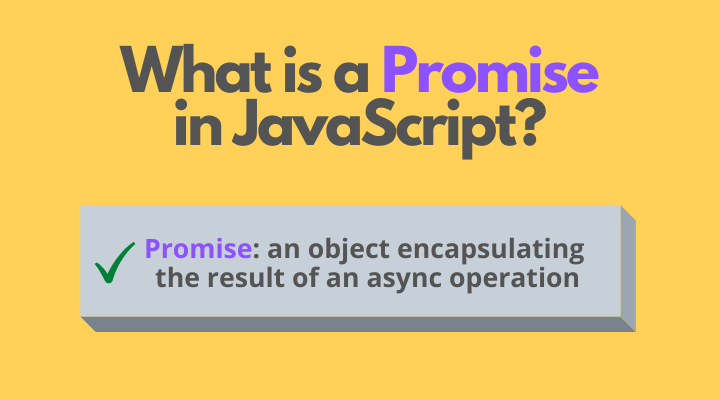 What is a Promise
in JavaScript?
Promise: an object encapsulating
the result of an async operation